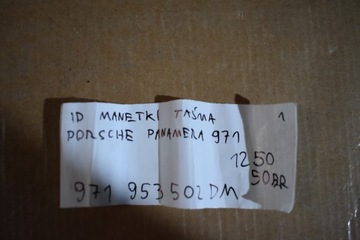 ID MANETKI TAŚMA 1
PORSCHE PANAMERA 971
1250
50BR
971 953 502 DM